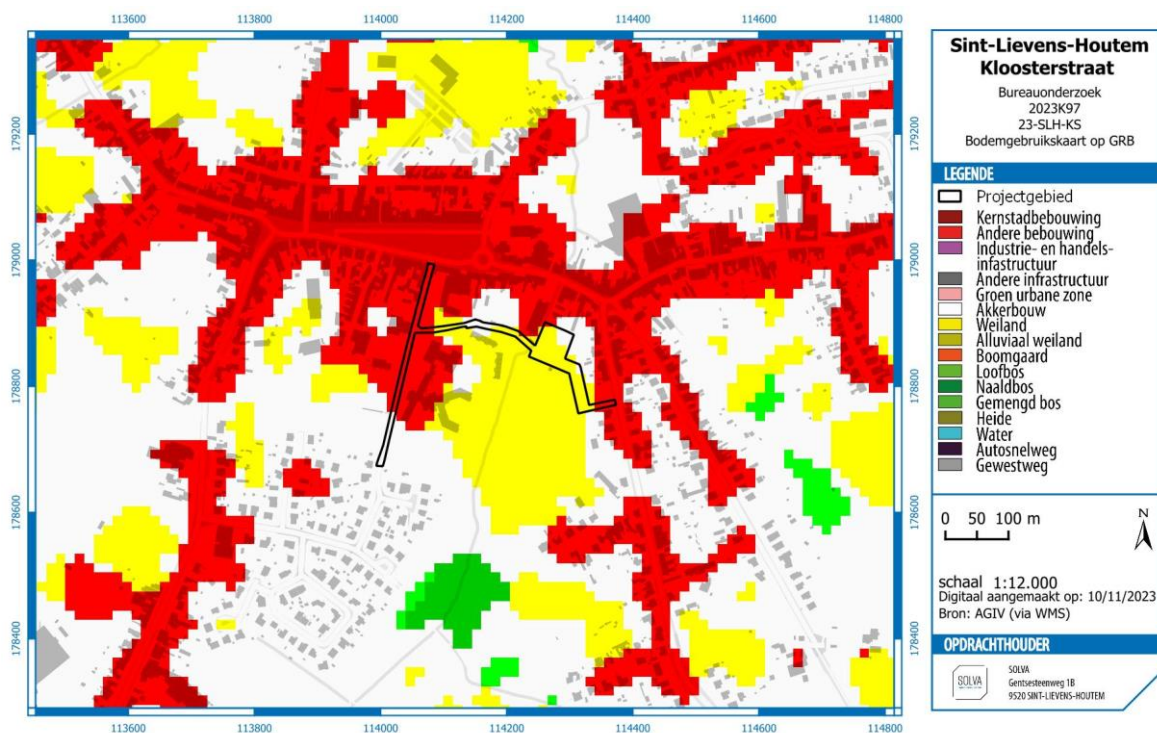 113600 113800 114000 114200 114400 114600 114800
179200
179000
178800
178600
178400
179200
179000
178800
178600
178400
113600 113800 114000 114200 114400 114600 114800
Sint-Lievens-Houtem
Kloosterstraat
Bureauonderzoek
2023K97
23-SLH-KS
Bodemgebruikskaart op GRB
LEGENDE
Projectgebied
Kernstadbebouwing
Andere bebouwing
Industrie- en handels-
infrastructuur
Andere infrastructuur
Groen urbane zone
Akkerbouw
Weiland
Alluviaal weiland
Boomgaard
Loofbos
Naaldbos
Gemengd bos
Heide
Water
Autosnelweg
Gewestweg
0 50 100 m
N
schaal 1:12.000
Digitaal aangemaakt op: 10/11/2023
Bron: AGIV (via WMS)
OPDRACHTHOUDER
SOLVA
SOLVA
Gentsesteenweg 1B
9520 SINT-LIEVENS-HOUTEM